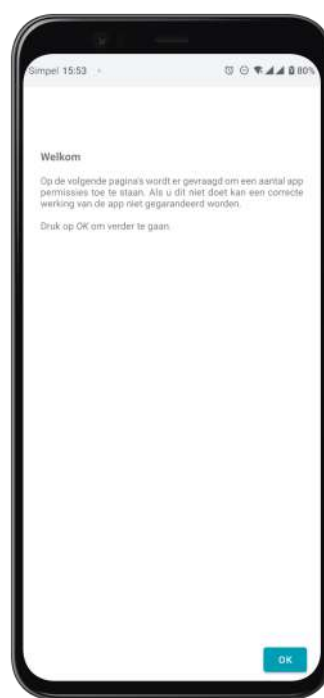 Simpel 15:53
80%
Welkom
Op de volgende pagina's wordt er gevraagd om een aantal app
permissies toe te staan. Als u dit niet doet kan een correcte
werking van de app niet gegarandeerd worden.
Druk op OK om verder te gaan.
OK